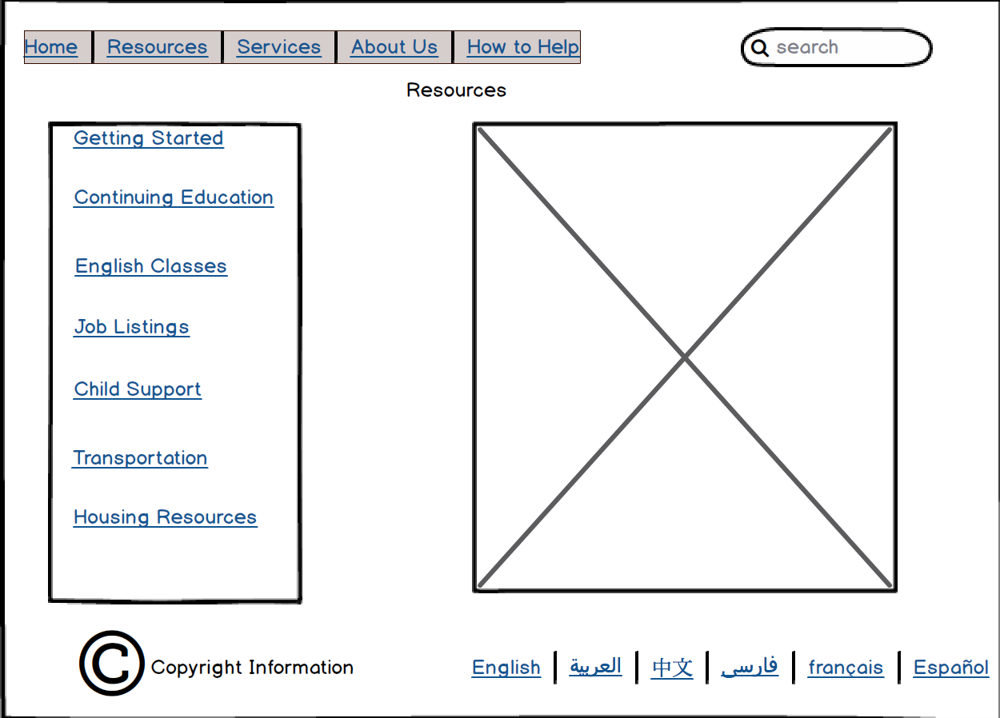 Home Resources Services About Us How to Help search
Resources
Getting Started
Continuing Education
English Classes
Job Listings
Child Support
Transportation
Housing Resources
© Copyright Information
English العربية 中文 فارسی français Español